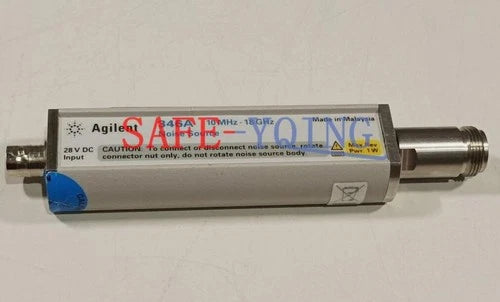 Agilent
346A 10 MHz - 18 GHz
Noise Source
Made in Malaysia
SAFE-YQING
28 V DC
Input
CAUTION: To connect or disconnect noise source, rotate
connector nut only; do not rotate noise source body.
Max Rev
Pwr: 1W